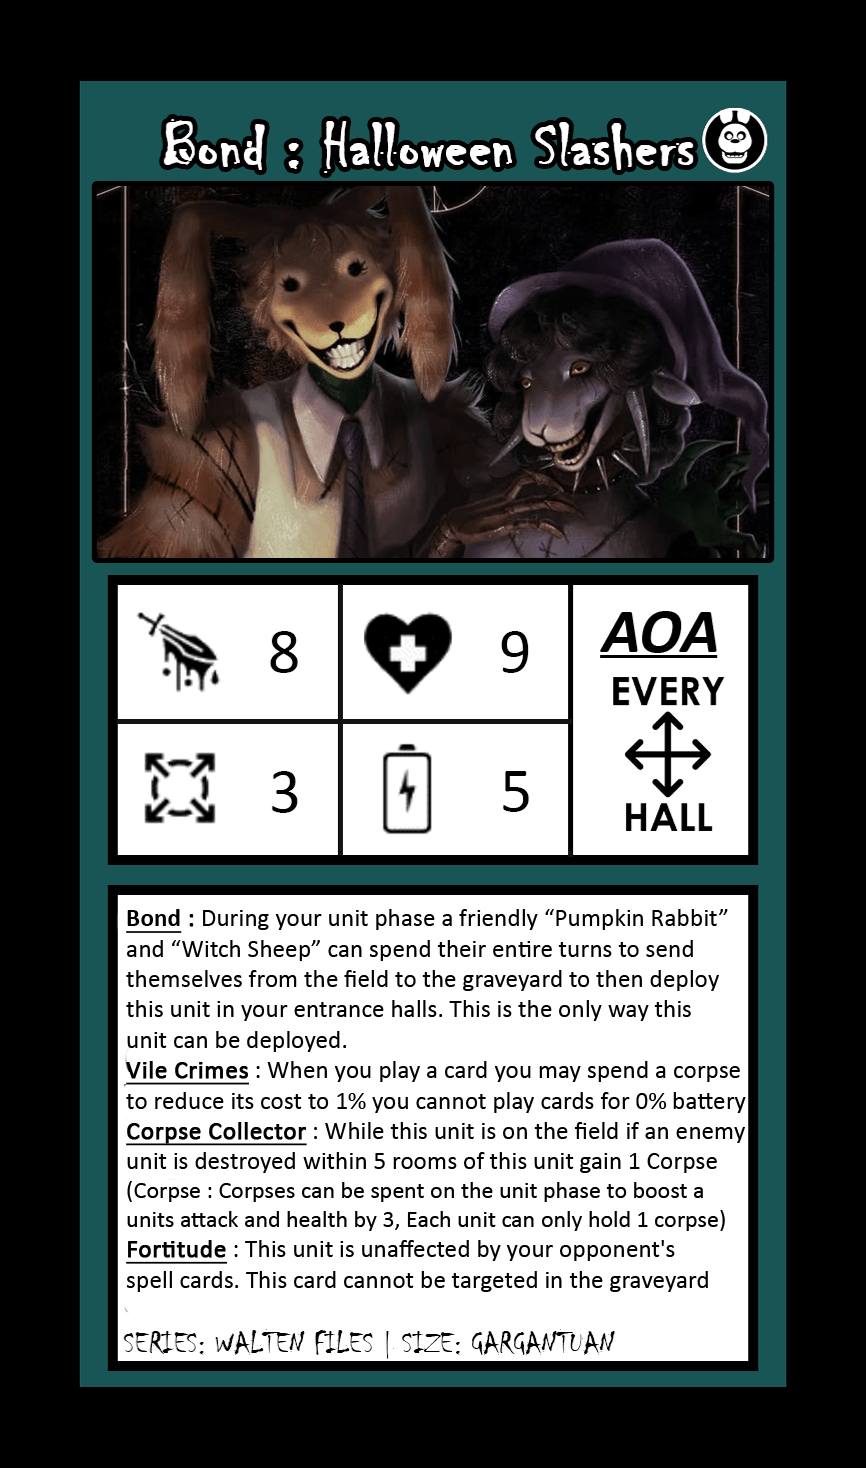 Bond : Halloween Slashers
8
9
AOA
EVERY
HALL
3
5
Bond : During your unit phase a friendly “Pumpkin Rabbit”
and “Witch Sheep” can spend their entire turns to send
themselves from the field to the graveyard to then deploy
this unit in your entrance halls. This is the only way this
unit can be deployed.
Vile Crimes : When you play a card you may spend a corpse
to reduce its cost to 1% you cannot play cards for 0% battery
Corpse Collector : While this unit is on the field if an enemy
unit is destroyed within 5 rooms of this unit gain 1 Corpse
(Corpse : Corpses can be spent on the unit phase to boost a
units attack and health by 3, Each unit can only hold 1 corpse)
Fortitude : This unit is unaffected by your opponent's
spell cards. This card cannot be targeted in the graveyard
SERIES: WALTEN FILES | SIZE: GARGANTUAN